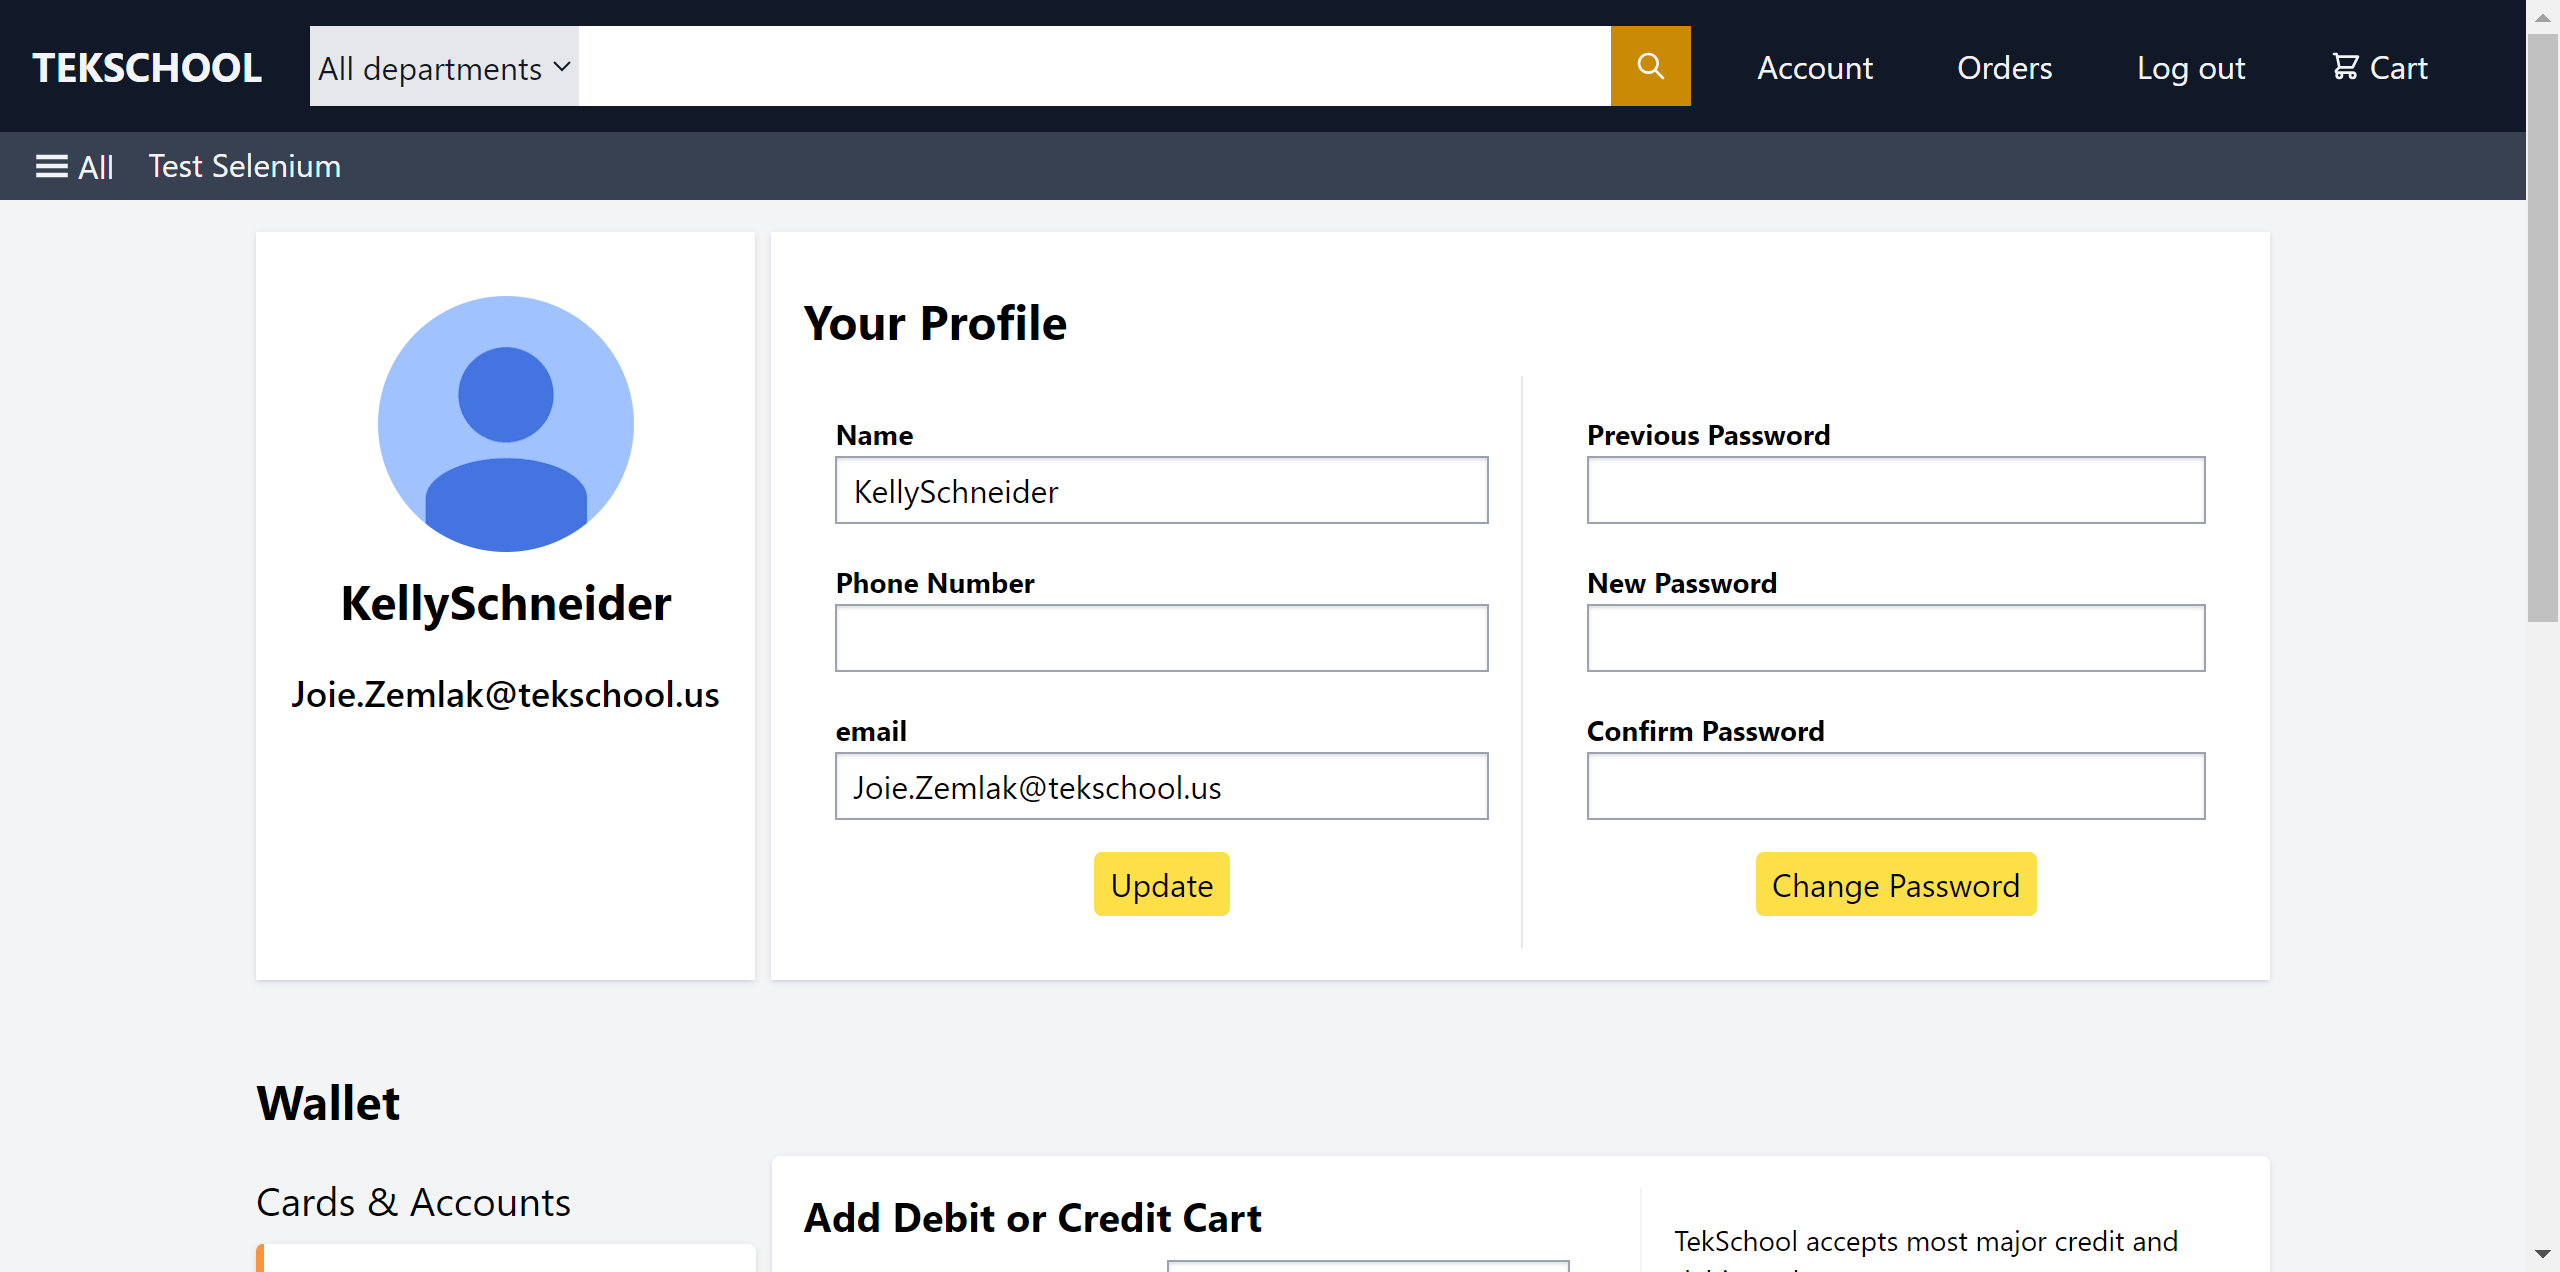 TEKSCHOOL
All departments
Account
Orders
Log out
Cart
All
Test Selenium
KellySchneider
Joie.Zemlak@tekschool.us
Your Profile
Name
KellySchneider
Phone Number
email
Joie.Zemlak@tekschool.us
Update
Previous Password
New Password
Confirm Password
Change Password
Wallet
Cards & Accounts
Add Debit or Credit Cart
TekSchool accepts most major credit and